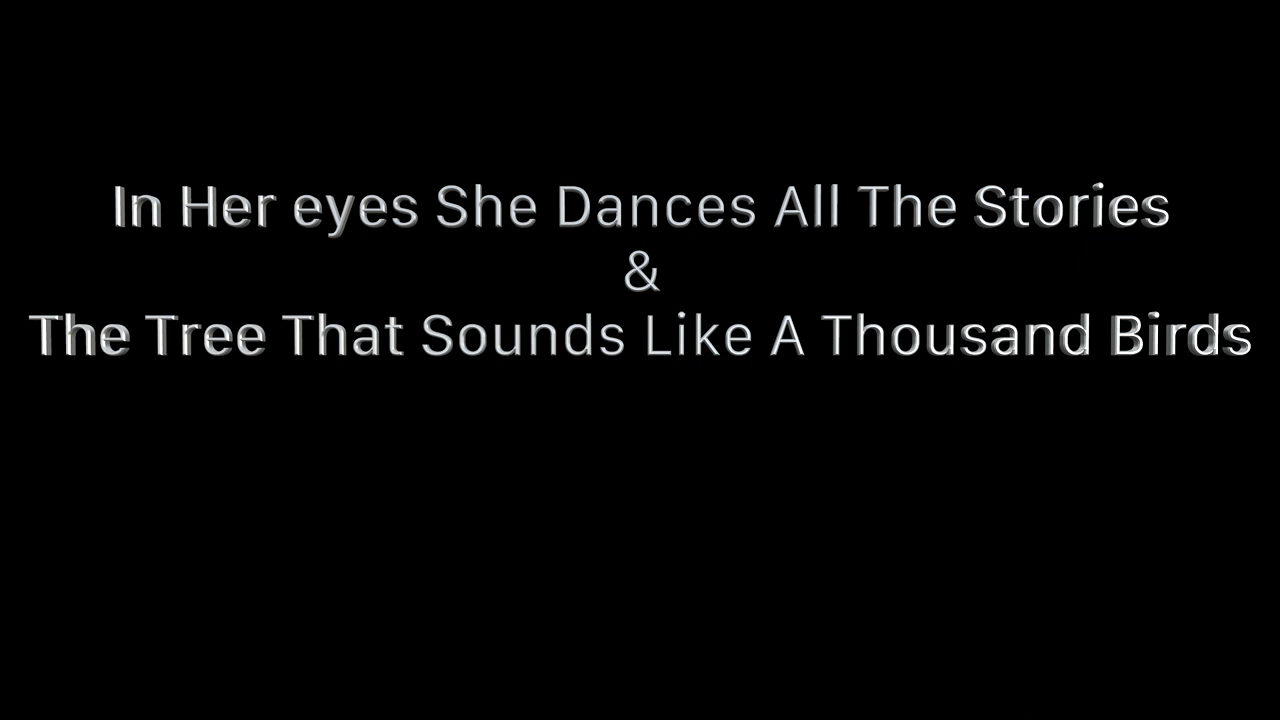 In Her eyes She Dances All The Stories
&
The Tree That Sounds Like A Thousand Birds